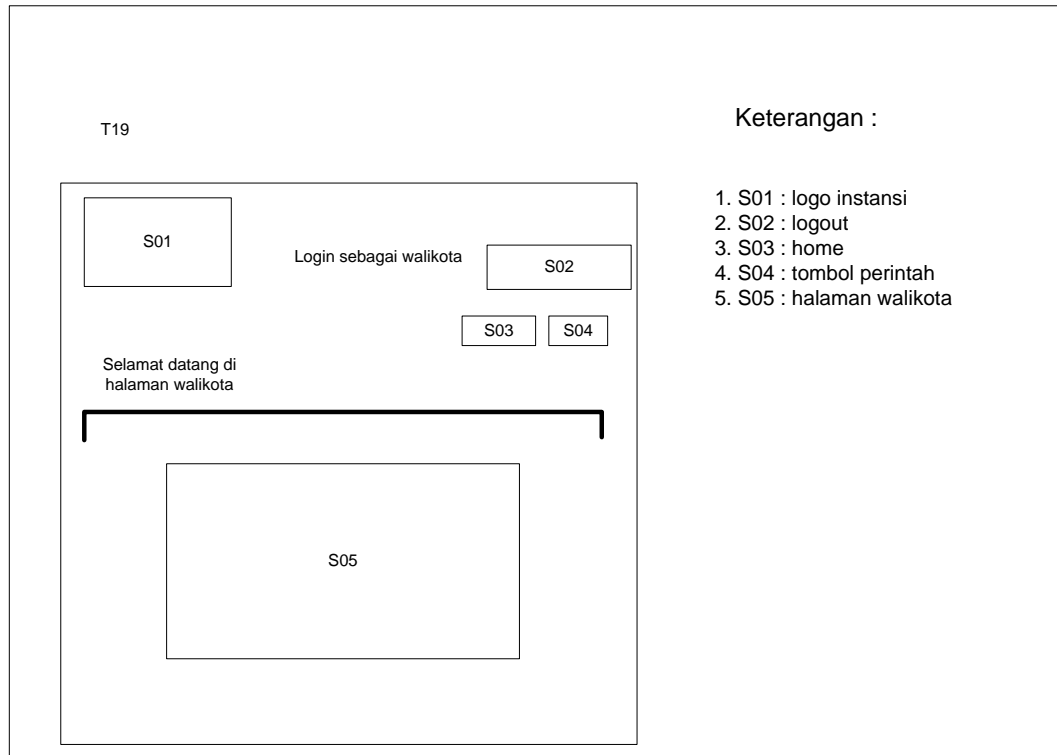 T19
Keterangan :
S01
Login sebagai walikota
S02
S03
S04
Selamat datang di
halaman walikota
S05
1. S01 : logo instansi
2. S02 : logout
3. S03 : home
4. S04 : tombol perintah
5. S05 : halaman walikota